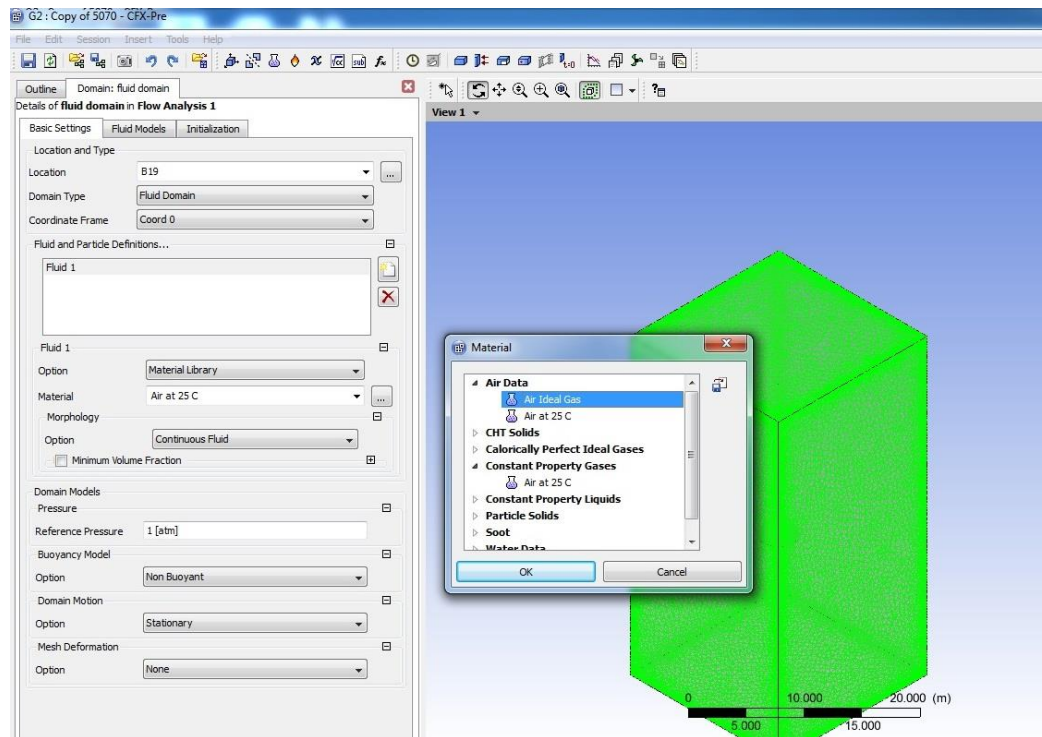 G2 : Copy of 5070 - CFX-Pre
File Edit Session Insert Tools Help
Outline Domain: fluid domain
Details of fluid domain in Flow Analysis 1
Basic Settings Fluid Models Initialization
Location and Type
Location B19 ...
Domain Type Fluid Domain
Coordinate Frame Coord 0
Fluid and Particle Definitions...
Fluid 1
Fluid 1
Option Material Library
Material Air at 25 C ...
Morphology
Option Continuous Fluid
Minimum Volume Fraction
Domain Models
Pressure
Reference Pressure 1 [atm]
Buoyancy Model
Option Non Buoyant
Domain Motion
Option Stationary
Mesh Deformation
Option None
View 1
Material
Air Data
Air Ideal Gas
Air at 25 C
CHT Solids
Calorically Perfect Ideal Gases
Constant Property Gases
Air at 25 C
Constant Property Liquids
Particle Solids
Soot
Water Data
OK Cancel
0 10.000 20.000 (m)
5.000 15.000